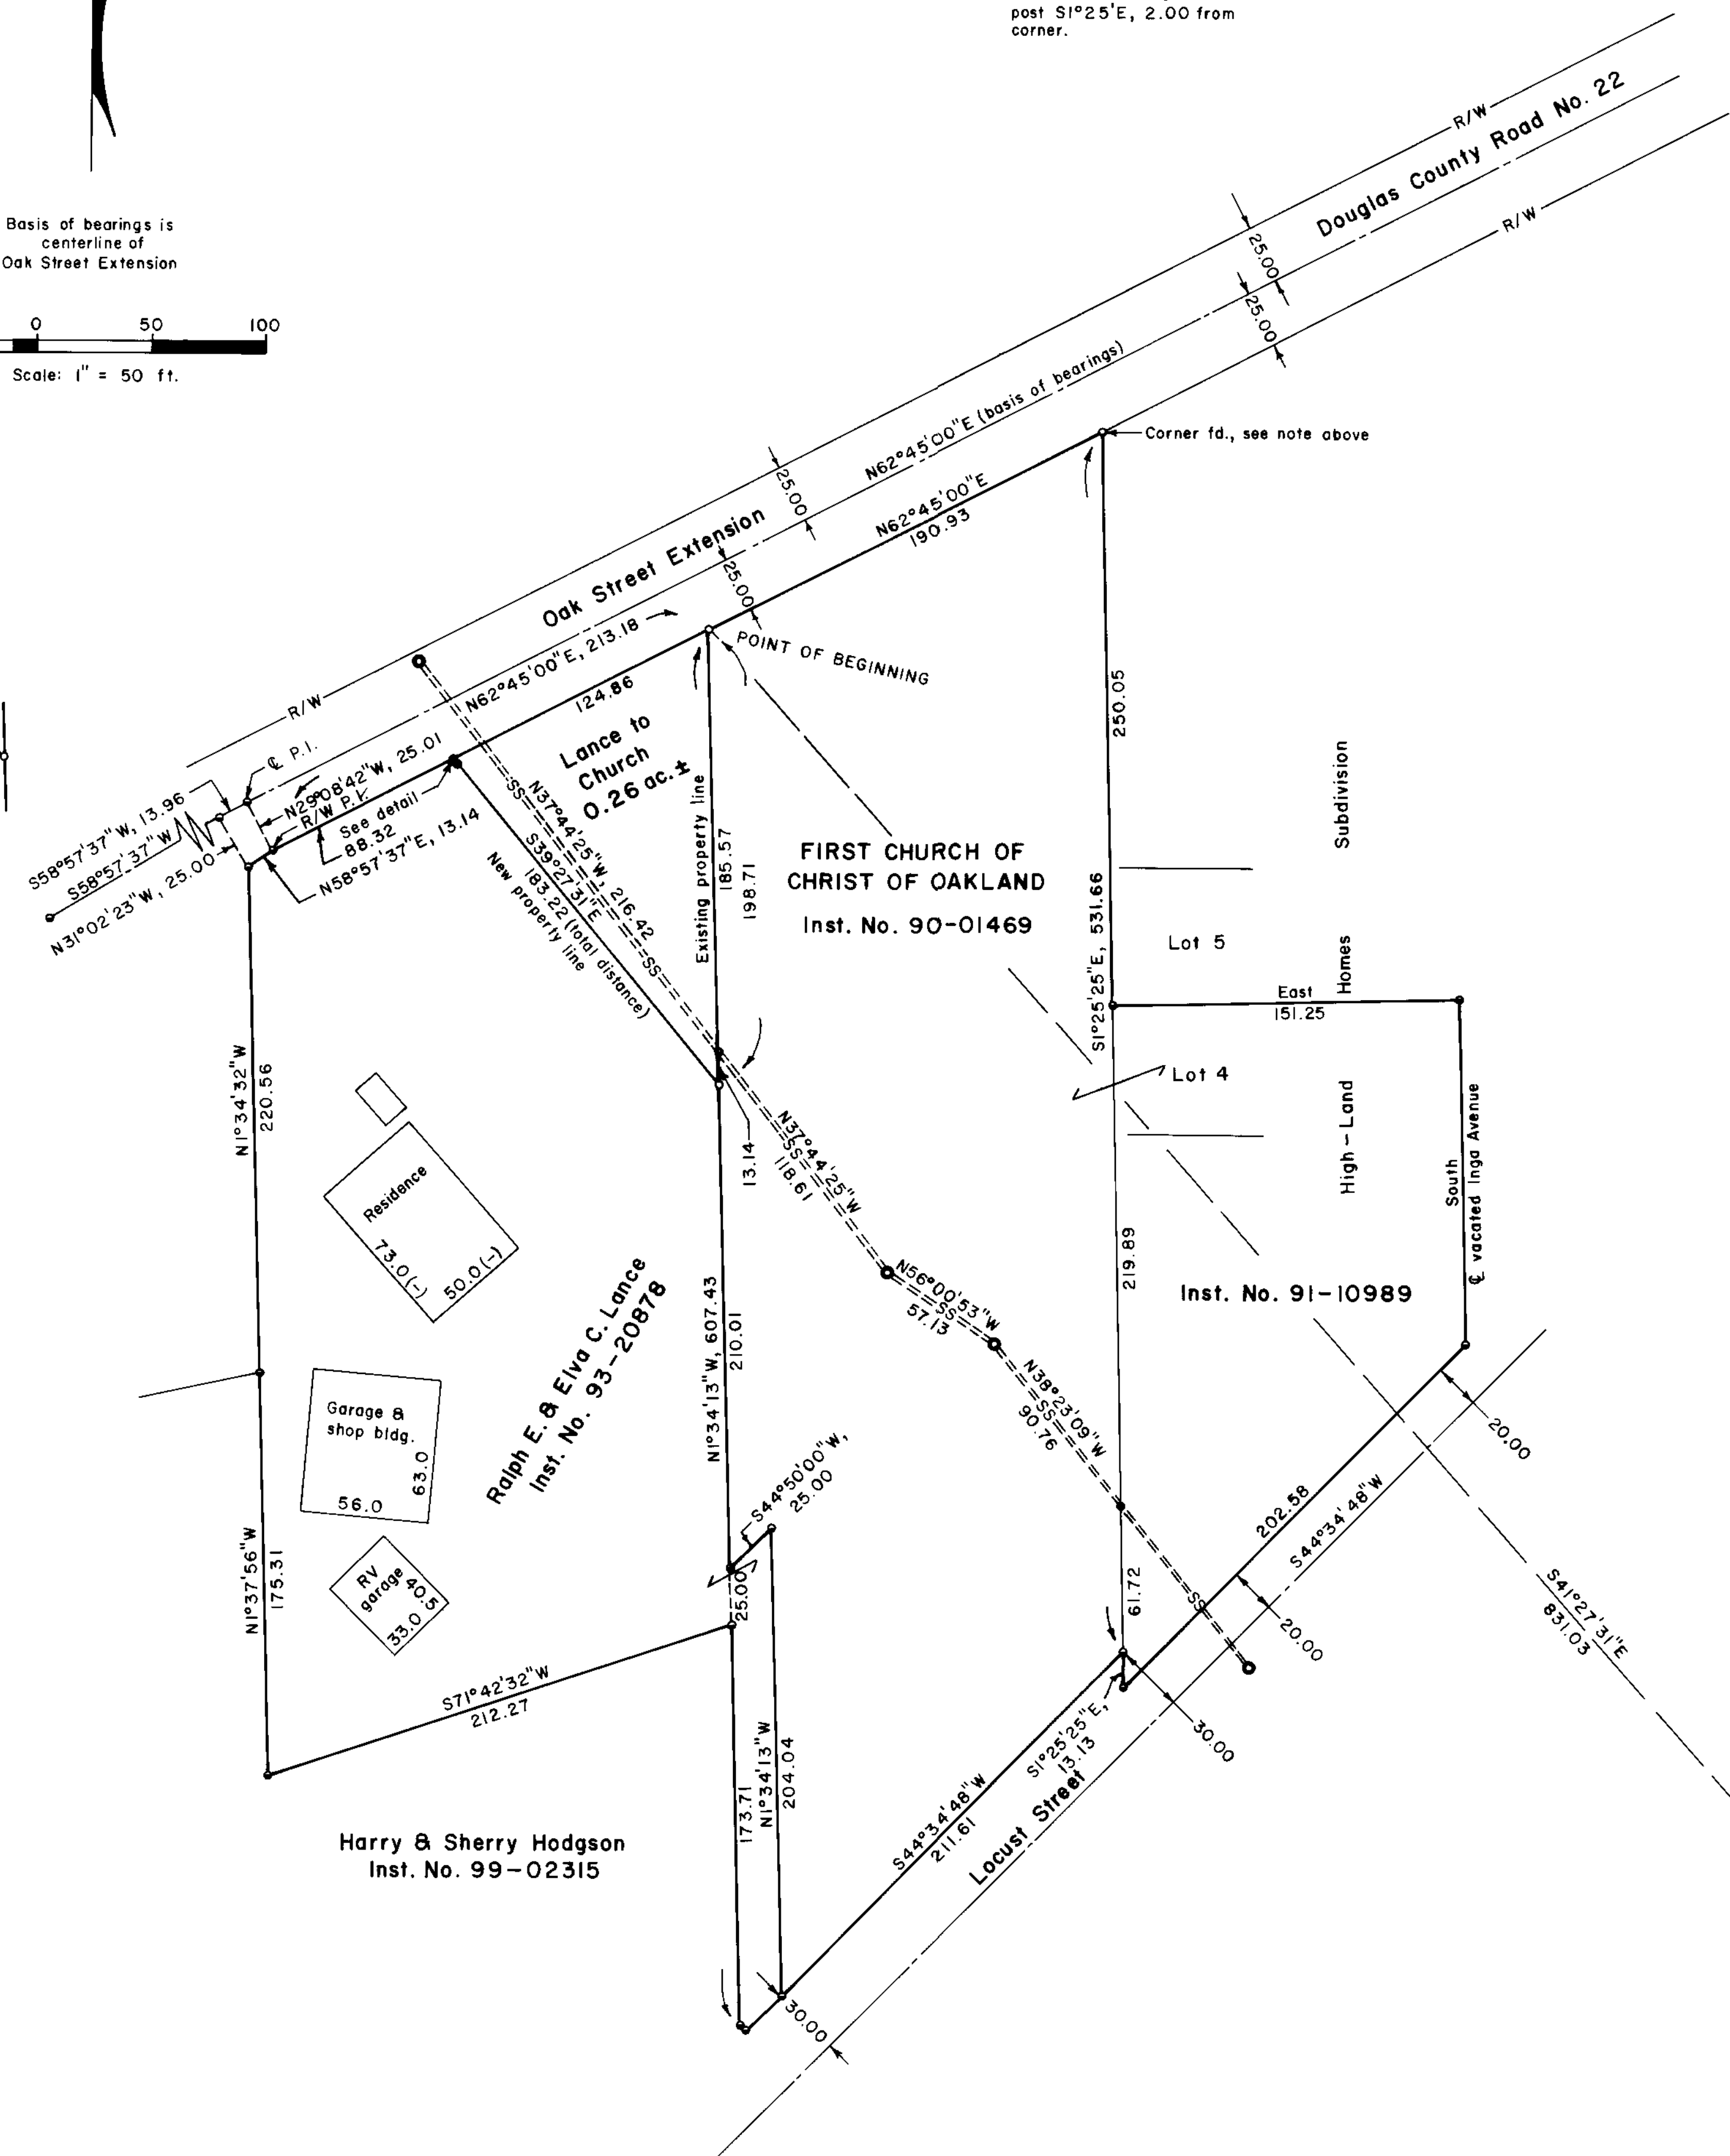 post S1°25'E, 2.00 from
corner.
R/W
Douglas County Road No. 22
R/W
25.00
25.00
Basis of bearings is
centerline of
Oak Street Extension
0 50 100
Scale: 1" = 50 ft.
N62°45'00"E (basis of bearings)
Corner fd., see note above
25.00
N62°45'00"E
190.93
Oak Street Extension
25.00
N62°45'00"E, 213.18
POINT OF BEGINNING
R/W
124.86
℄ P.I.
Lance to
Church
0.26 ac. ±
N29°08'42"W, 25.01
R/W P.I.
See detail
88.32
N58°57'37"E, 13.14
S58°57'37"W, 13.96
S58°57'37"W
N31°02'23"W, 25.00
SS
N37°44'25"W, 216.42
SS
S39°27'31"E
183.22 (total distance)
New property
line
Existing property line
185.57
198.71
FIRST CHURCH OF
CHRIST OF OAKLAND
Inst. No. 90-01469
250.05
S1°25'25"E, 531.66
Subdivision
Homes
High-Land
Lot 5
East
151.25
Lot 4
South
℄ vacated Inga Avenue
N1°34'32"W
220.56
Residence
73.0(-)
50.0(-)
13.14
N37°44'25"W
SS
118.61
219.89
N56°00'53"W
SS
57.13
Inst. No. 91-10989
Ralph E. & Elva C. Lance
Inst. No. 93-20878
N1°34'13"W, 607.43
210.01
N38°23'09"W
SS
90.76
Garage &
shop bldg.
63.0
56.0
20.00
S44°50'00"W,
25.00
202.58
S44°34'48"W
RV
garage
40.5
33.0
N1°37'56"W
175.31
25.00
61.72
SS
20.00
S41°27'31"E
831.03
S71°42'32"W
212.27
30.00
S1°25'25"E,
13.13
173.71
N1°34'13"W
204.04
S44°34'48"W
211.61
Locust Street
Harry & Sherry Hodgson
Inst. No. 99-02315
30.00